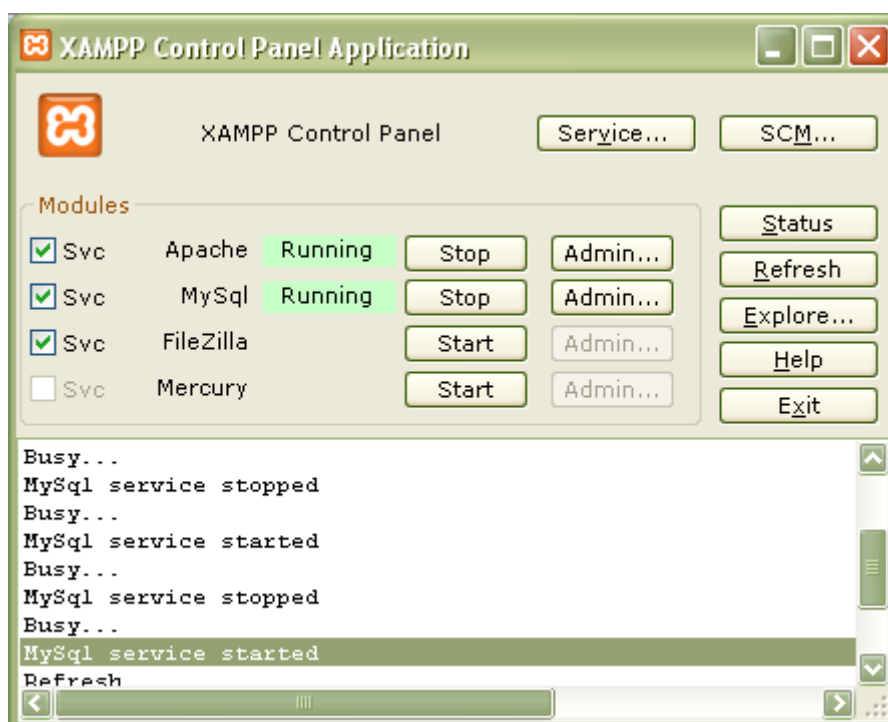 XAMPP Control Panel Application
XAMPP Control Panel
Service...
SCM...
Modules
Svc Apache Running Stop Admin...
Svc MySql Running Stop Admin...
Svc FileZilla Start Admin...
Svc Mercury Start Admin...
Status
Refresh
Explore...
Help
Exit
Busy...
MySql service stopped
Busy...
MySql service started
Busy...
MySql service stopped
Busy...
MySql service started
Refresh